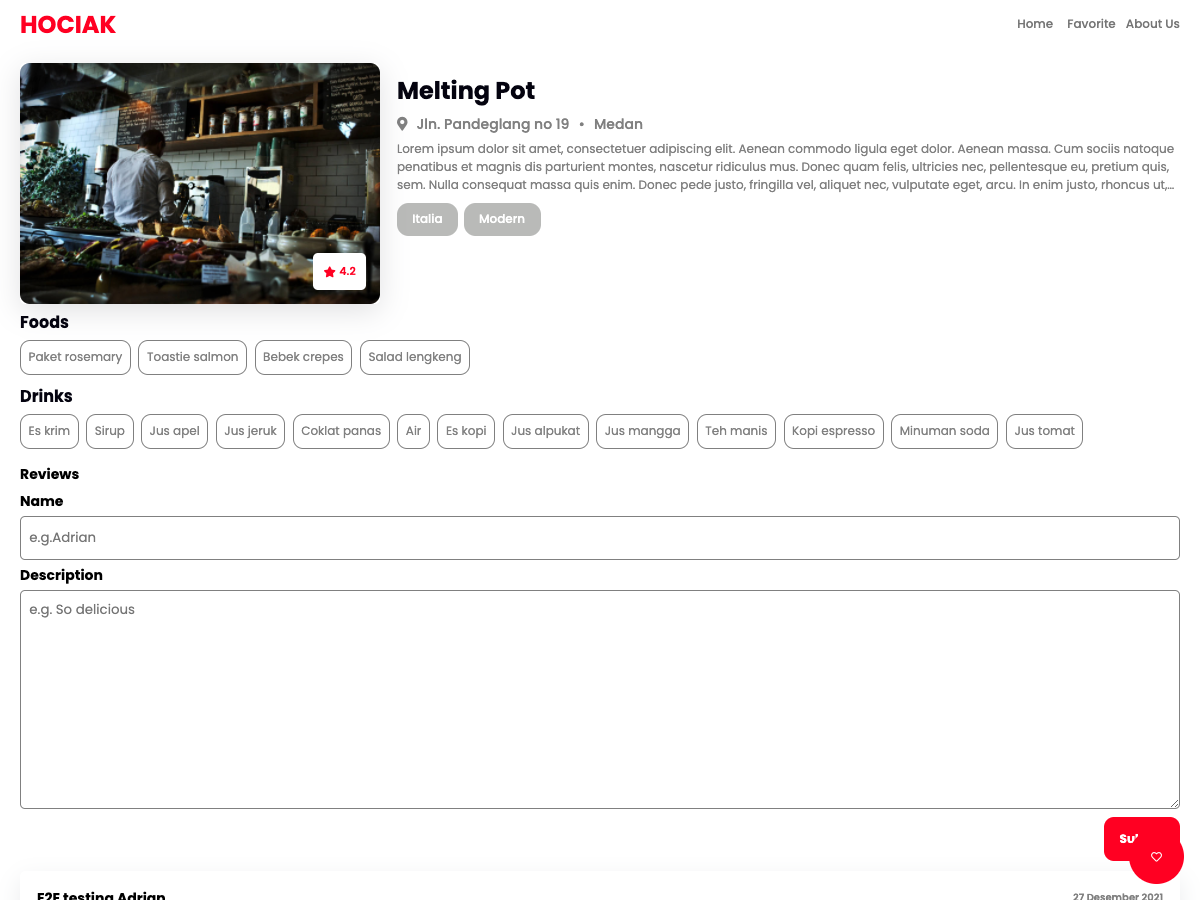 HOCIAK
Home Favorite About Us
4.2
Melting Pot
Jln. Pandeglang no 19 • Medan
Lorem ipsum dolor sit amet, consectetuer adipiscing elit. Aenean commodo ligula eget dolor. Aenean massa. Cum sociis natoque
penatibus et magnis dis parturient montes, nascetur ridiculus mus. Donec quam felis, ultricies nec, pellentesque eu, pretium quis,
sem. Nulla consequat massa quis enim. Donec pede justo, fringilla vel, aliquet nec, vulputate eget, arcu. In enim justo, rhoncus ut,...
Italia Modern
Foods
Paket rosemary Toastie salmon Bebek crepes Salad lengkeng
Drinks
Es krim Sirup Jus apel Jus jeruk Coklat panas Air Es kopi Jus alpukat Jus mangga Teh manis Kopi espresso Minuman soda Jus tomat
Reviews
Name
e.g.Adrian
Description
e.g. So delicious
E2E testing Adrian 27 Desember 2021